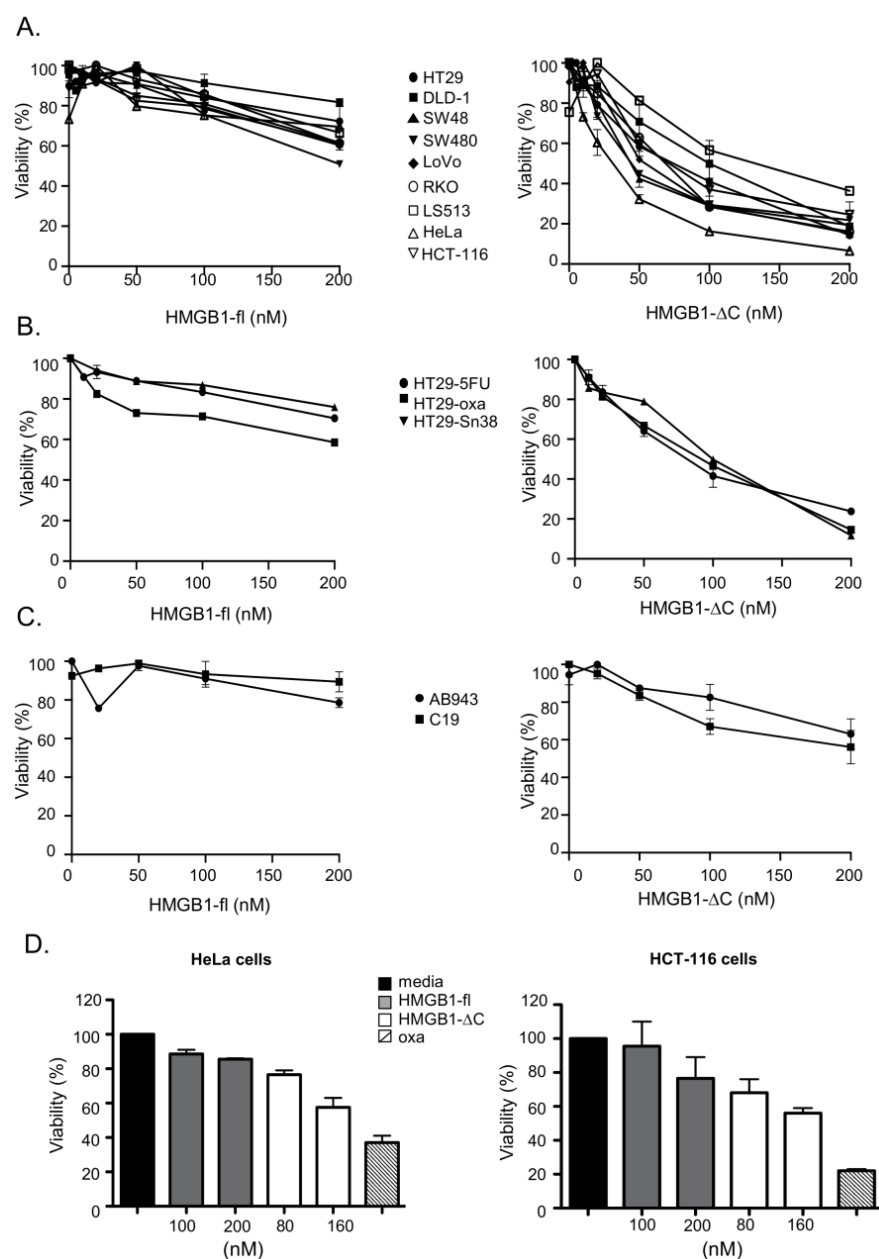 A.
Viability (%)
100
80
60
40
20
0
0 50 100 150 200
HMGB1-fl (nM)
HT29
DLD-1
SW48
SW480
LoVo
RKO
LS513
HeLa
HCT-116
Viability (%)
100
80
60
40
20
0
0 50 100 150 200
HMGB1-ΔC (nM)
B.
Viability (%)
100
80
60
40
20
0
0 50 100 150 200
HMGB1-fl (nM)
HT29-5FU
HT29-oxa
HT29-Sn38
Viability (%)
100
80
60
40
20
0
0 50 100 150 200
HMGB1-ΔC (nM)
C.
Viability (%)
100
80
60
40
20
0
0 50 100 150 200
HMGB1-fl (nM)
AB943
C19
Viability (%)
100
80
60
40
20
0
0 50 100 150 200
HMGB1-ΔC (nM)
D.
HeLa cells
Viability (%)
120
100
80
60
40
20
0
100 200 80 160
(nM)
media
HMGB1-fl
HMGB1-ΔC
oxa
HCT-116 cells
Viability (%)
120
100
80
60
40
20
0
100 200 80 160
(nM)